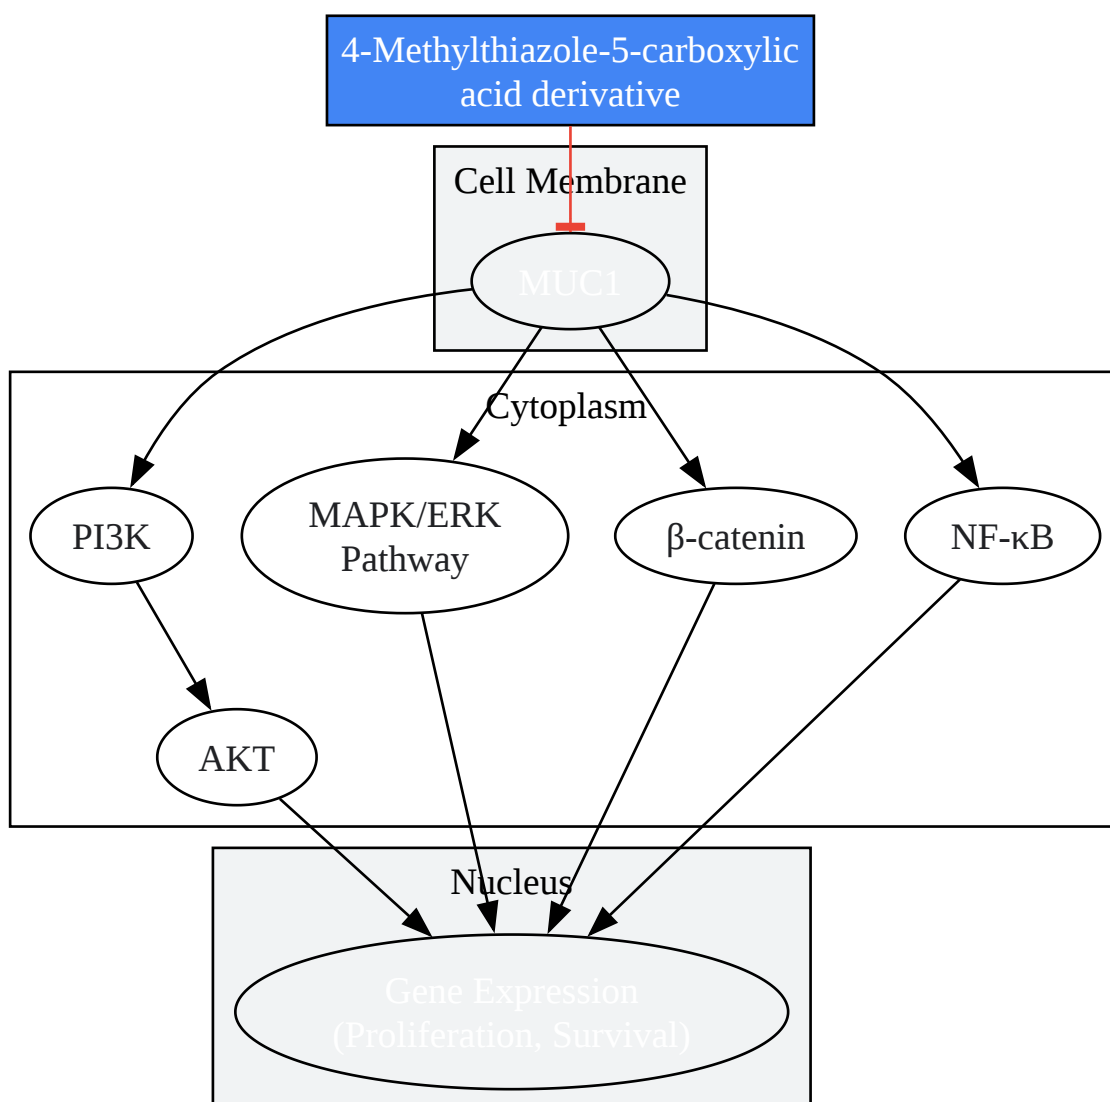 4-Methylthiazole-5-carboxylic
acid derivative
Cell Membrane
MUC1
Cytoplasm
PI3K
MAPK/ERK
Pathway
β-catenin
NF-κB
AKT
Nucleus
Gene Expression
(Proliferation, Survival)